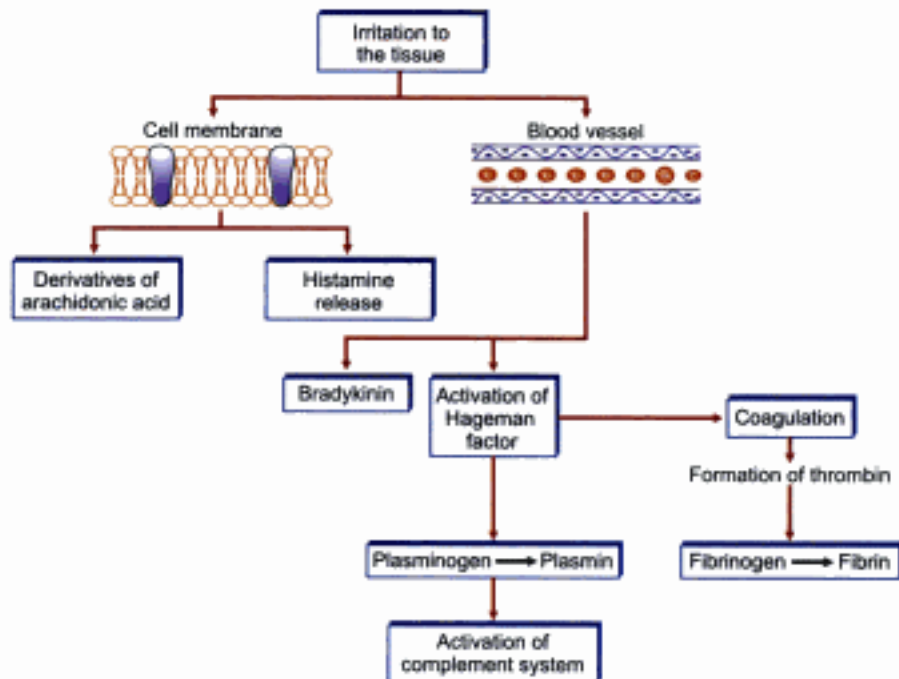 Irritation to
the tissue
Cell membrane
Blood vessel
Derivatives of
arachidonic acid
Histamine
release
Bradykinin
Activation of
Hageman
factor
Coagulation
Formation of thrombin
Plasminogen → Plasmin
Fibrinogen → Fibrin
Activation of
complement system